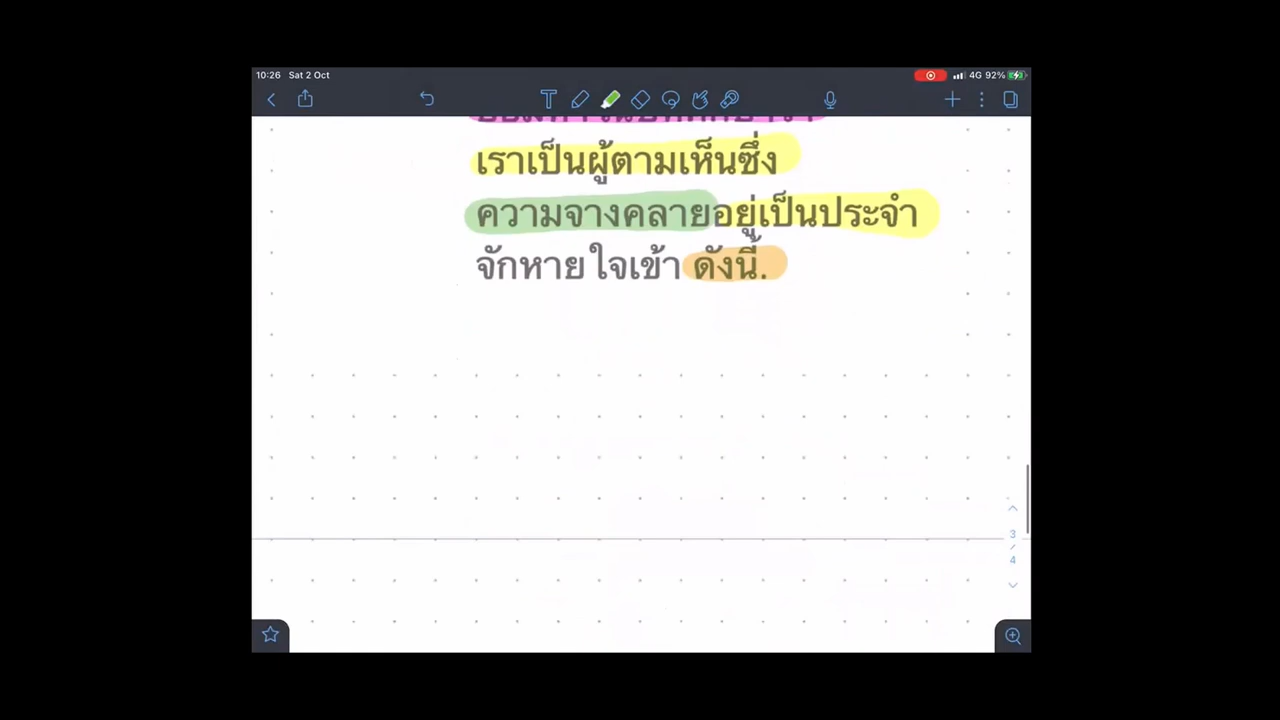 10:26 Sat 2 Oct
4G 92%
เราเป็นผู้ตามเห็นซึ่ง
ความจางคลายอยู่เป็นประจำ
จักหายใจเข้า ดังนี้.
3
/
4